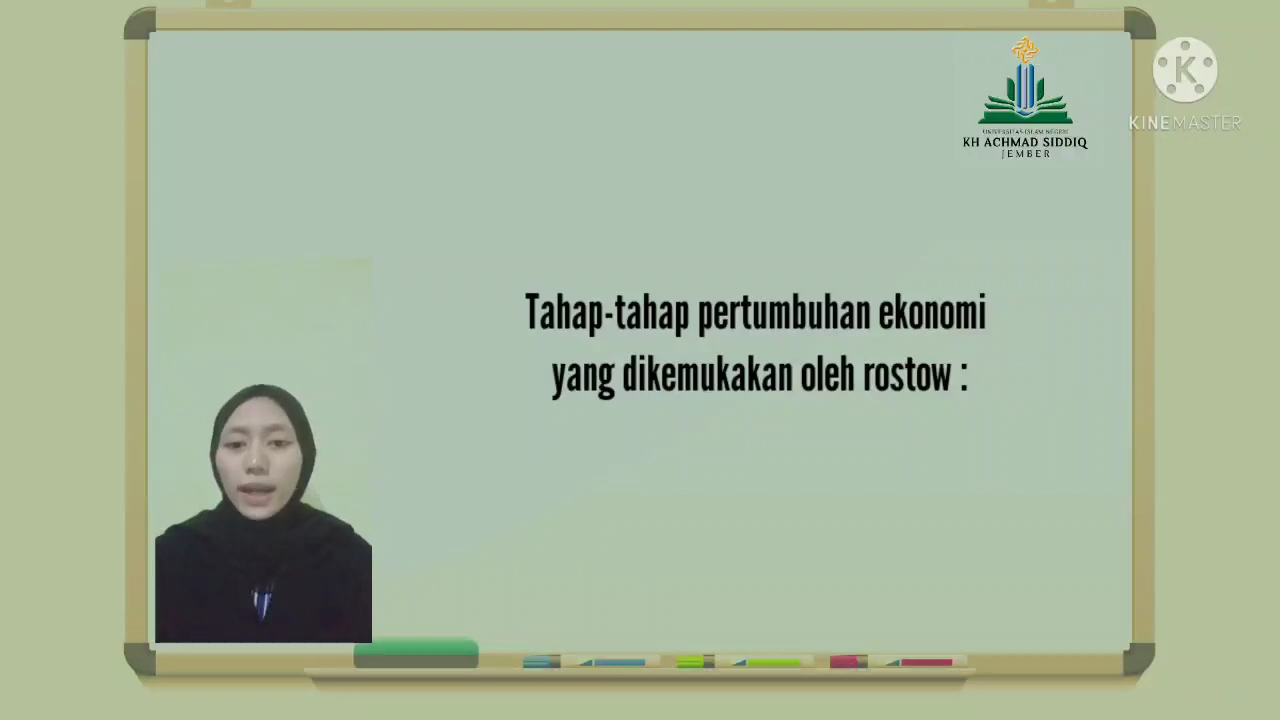 UNIVERSITAS ISLAM NEGERI
KH ACHMAD SIDDIQ
JEMBER
K
KINEMASTER
Tahap-tahap pertumbuhan ekonomi
yang dikemukakan oleh rostow :